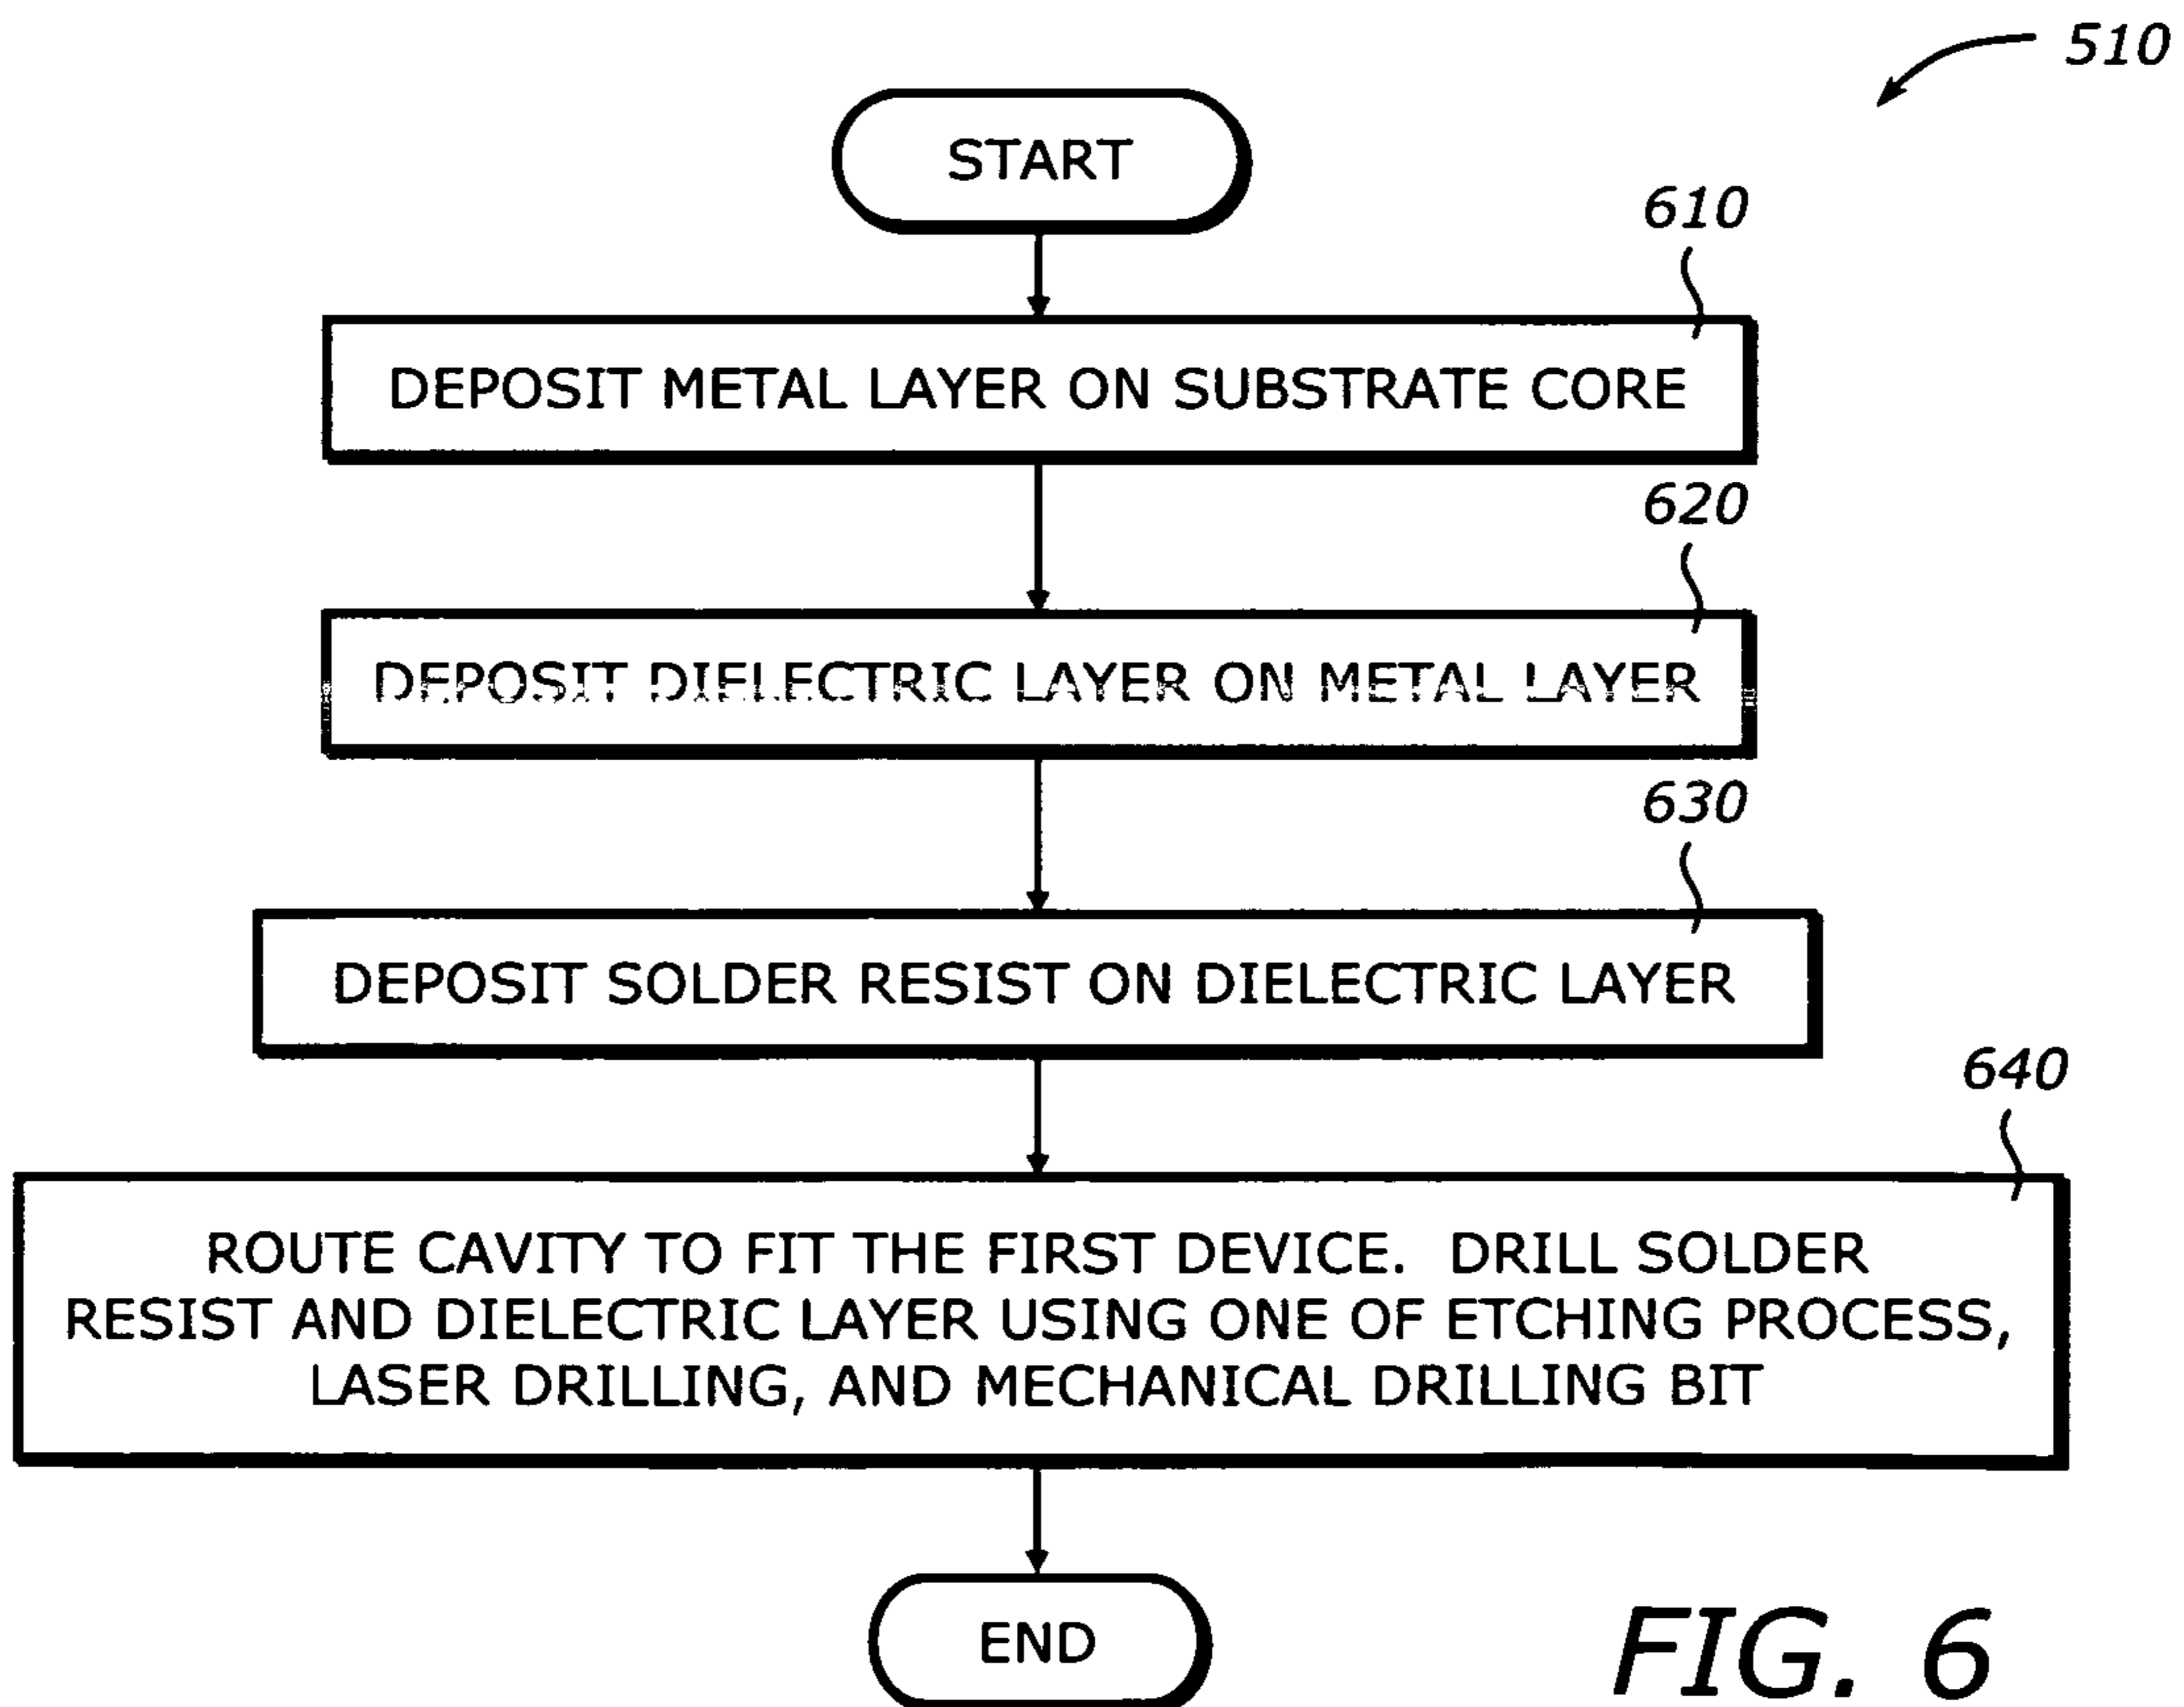 510
START
610
DEPOSIT METAL LAYER ON SUBSTRATE CORE
620
DEPOSIT DIELECTRIC LAYER ON METAL LAYER
630
DEPOSIT SOLDER RESIST ON DIELECTRIC LAYER
640
ROUTE CAVITY TO FIT THE FIRST DEVICE. DRILL SOLDER
RESIST AND DIELECTRIC LAYER USING ONE OF ETCHING PROCESS,
LASER DRILLING, AND MECHANICAL DRILLING BIT
END
FIG. 6